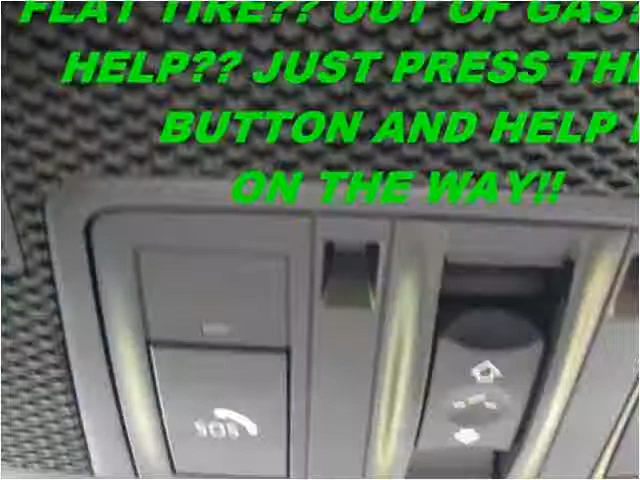 FLAT TIRE?? OUT OF GAS?
HELP?? JUST PRESS
BUTTON AND HELP
ON THE WAY!!
SOS